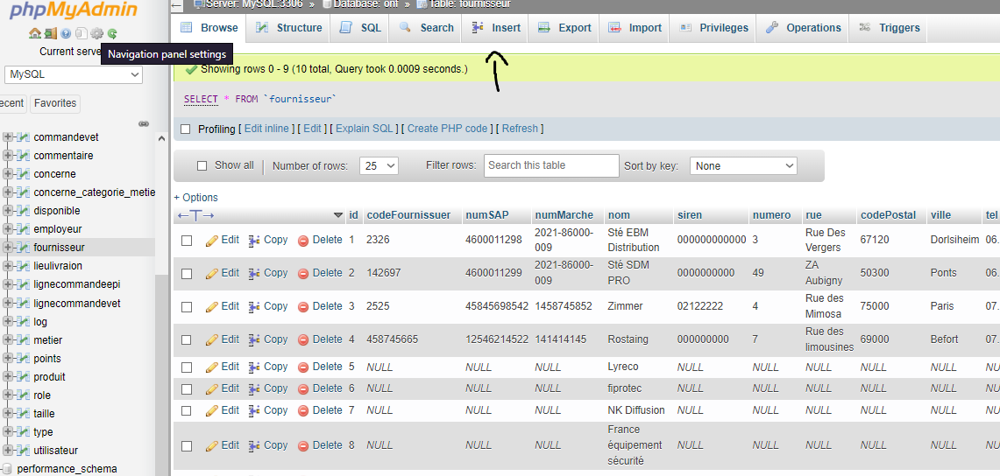 phpMyAdmin
Server: MySQL:3306 » Database: onf » Table: fournisseur
Browse Structure SQL Search Insert Export Import Privileges Operations Triggers
Current serve
Navigation panel settings
MySQL
ecent Favorites
Showing rows 0 - 9 (10 total, Query took 0.0009 seconds.)
SELECT * FROM `fournisseur`
Profiling [ Edit inline ] [ Edit ] [ Explain SQL ] [ Create PHP code ] [ Refresh ]
Show all Number of rows: 25 Filter rows: Search this table Sort by key: None
+ Options
commandevet
commentaire
concerne
concerne_categorie_metie
disponible
employeur
fournisseur
lieulivraion
lignecommandeepi
lignecommandevet
log
metier
points
produit
role
taille
type
utilisateur
performance_schema
←T→ id codeFournissuer numSAP numMarche nom siren numero rue codePostal ville tel
Edit Copy Delete 1 2326 4600011298 2021-86000-009 Sté EBM Distribution 000000000000 3 Rue Des Vergers 67120 Dorlsiheim 06.
Edit Copy Delete 2 142697 4600011299 2021-86000-009 Sté SDM PRO 0000000000 49 ZA Aubigny 50300 Ponts 06.
Edit Copy Delete 3 2525 45845698542 1458745852 Zimmer 02122222 4 Rue des Mimosa 75000 Paris 07.
Edit Copy Delete 4 458745665 12546214522 141414145 Rostaing 000000000 7 Rue des limousines 69000 Befort 07.
Edit Copy Delete 5 NULL NULL NULL Lyreco NULL NULL NULL NULL NULL NULL
Edit Copy Delete 6 NULL NULL NULL fiprotec NULL NULL NULL NULL NULL NULL
Edit Copy Delete 7 NULL NULL NULL NK Diffusion NULL NULL NULL NULL NULL NULL
Edit Copy Delete 8 NULL NULL NULL France équipement sécurité NULL NULL NULL NULL NULL NULL